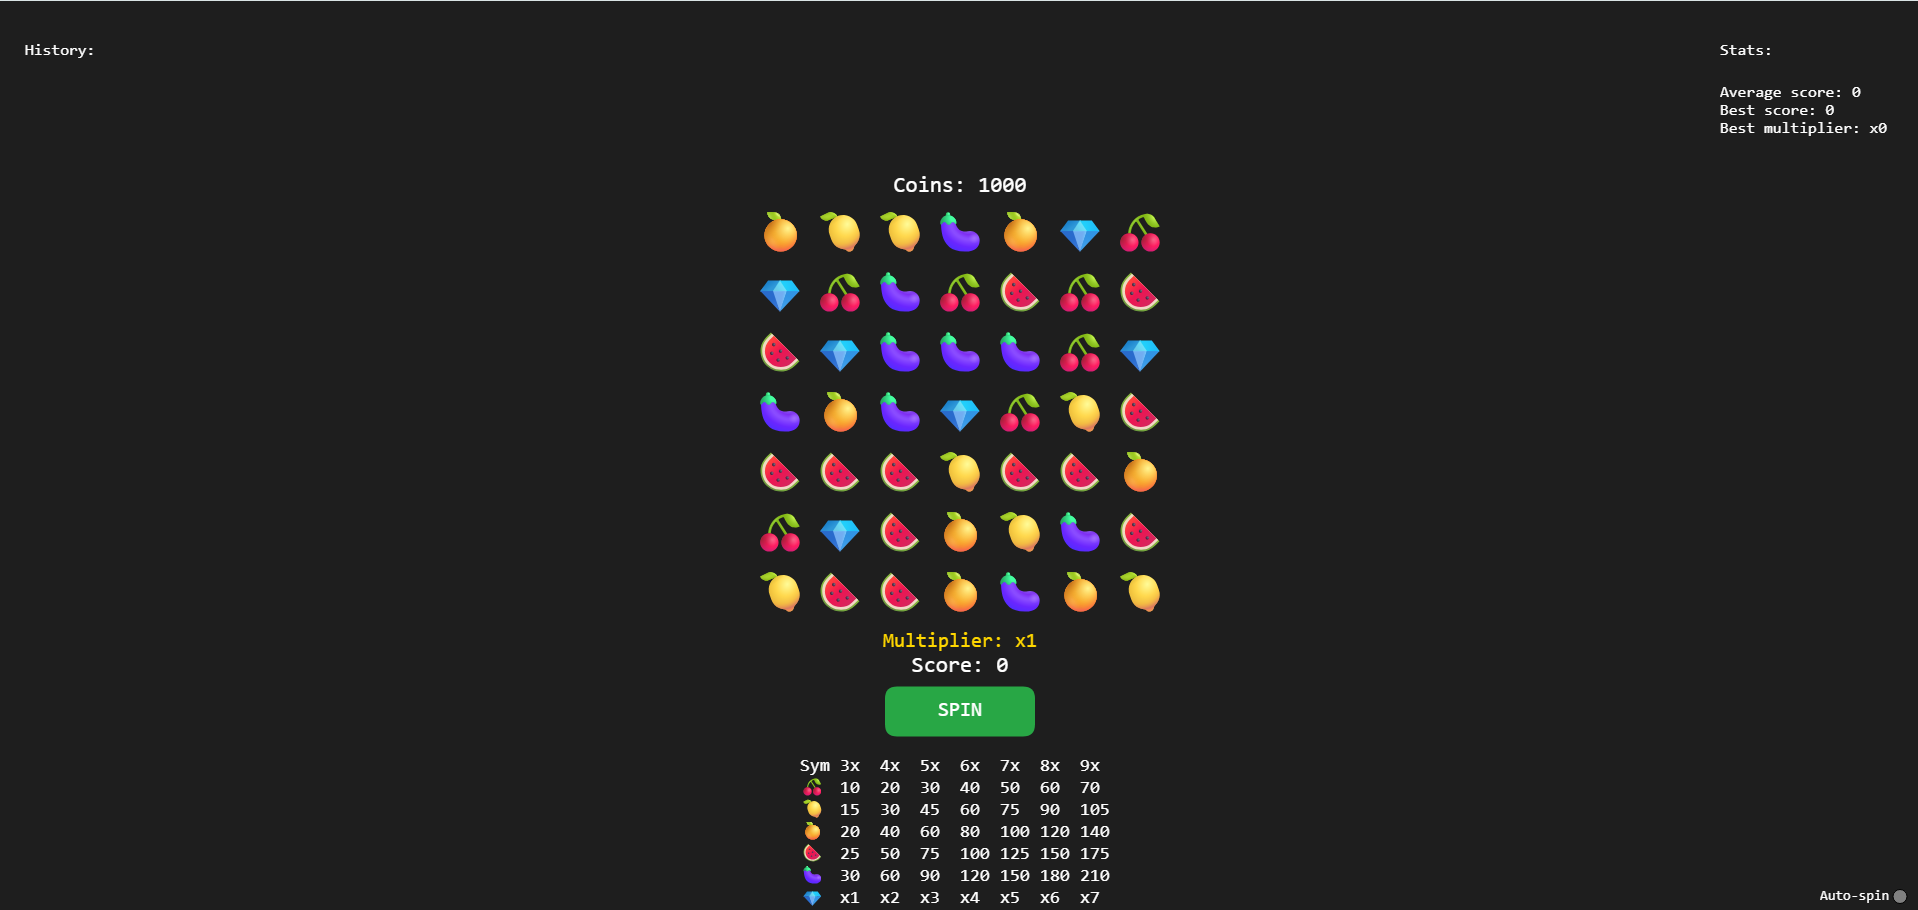 History:
Stats:
Average score: 0
Best score: 0
Best multiplier: x0
Coins: 1000
Multiplier: x1
Score: 0
SPIN
Sym 3x 4x 5x 6x 7x 8x 9x
10 20 30 40 50 60 70
15 30 45 60 75 90 105
20 40 60 80 100 120 140
25 50 75 100 125 150 175
30 60 90 120 150 180 210
x1 x2 x3 x4 x5 x6 x7
Auto-spin